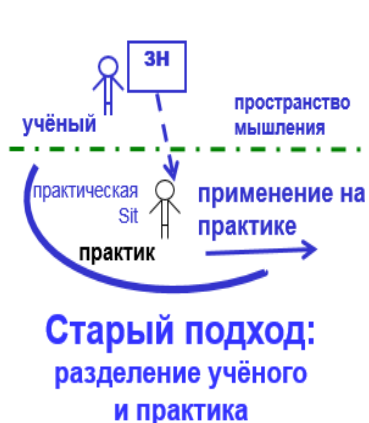 зн
учёный
пространство
мышления
практическая
Sit
применение на
практике
практик
Старый подход:
разделение учёного
и практика